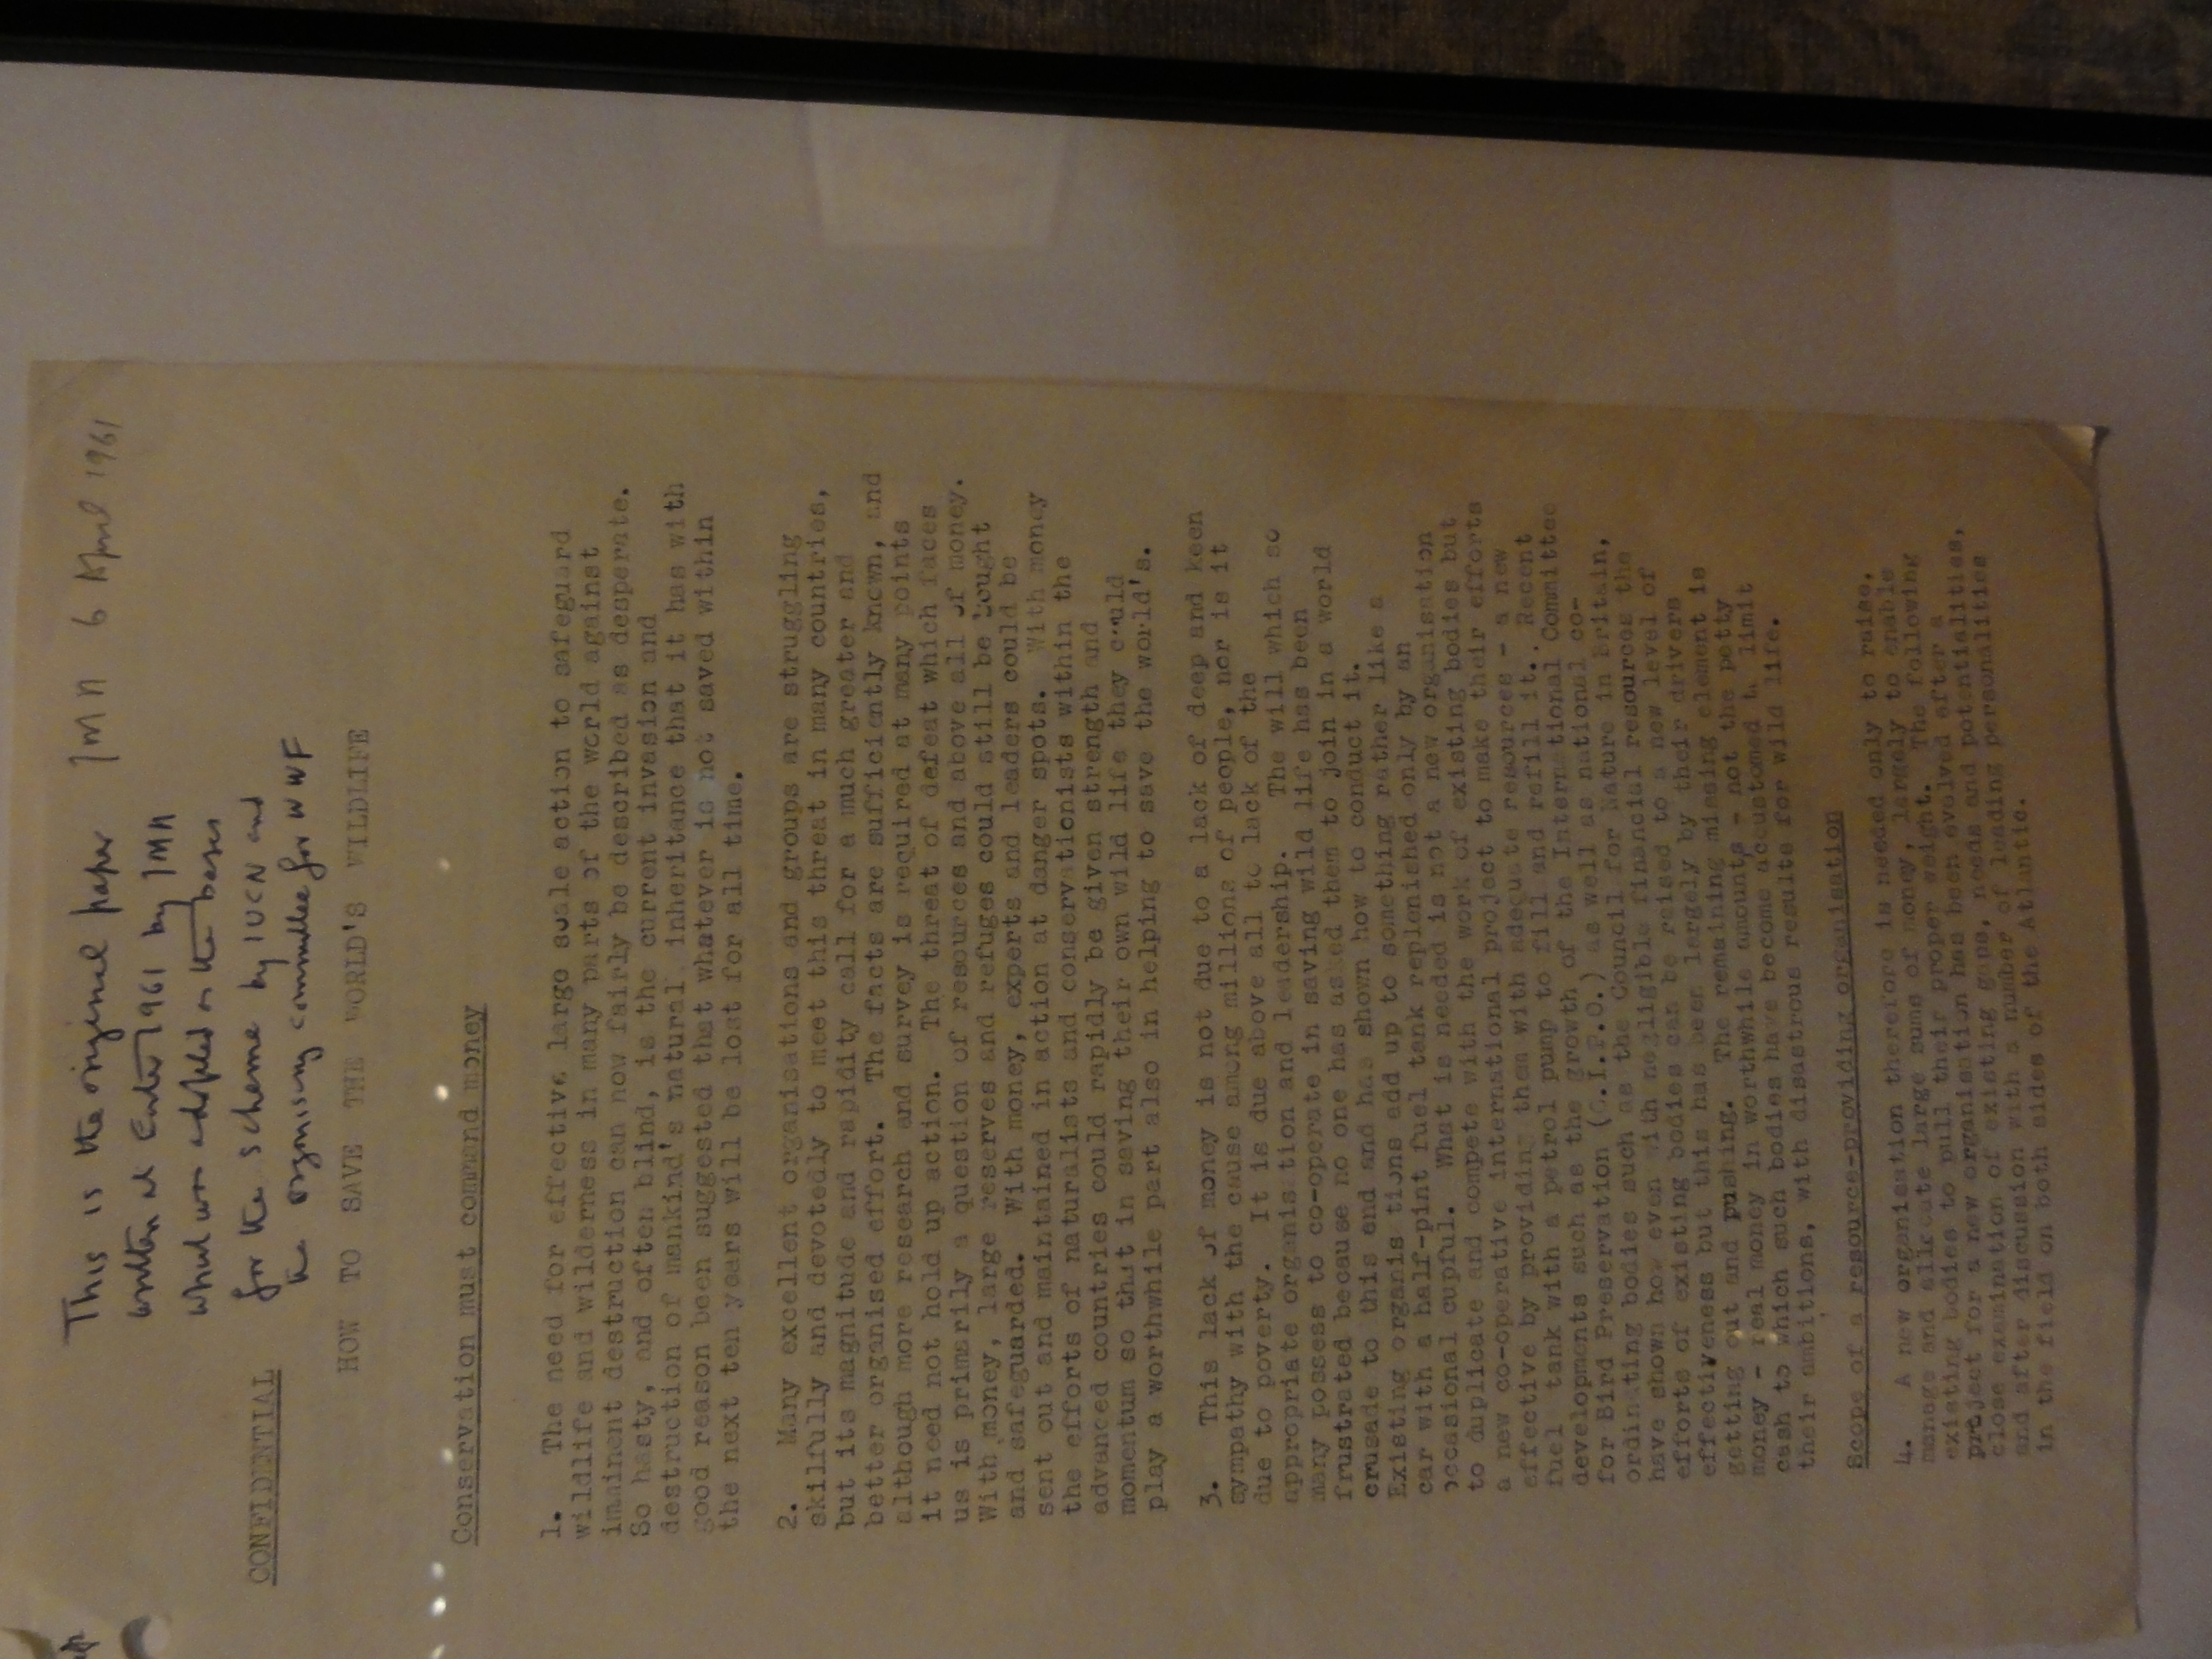 This is the original paper JMN 6 April 1961
written at Easter 1961 by JMN
which was adopted as the basis
for the scheme by IUCN and
the organising committee for WWF
CONFIDENTIAL
HOW TO SAVE THE WORLD'S WILDLIFE
Conservation must command money
1. The need for effective large scale action to safeguard
wildlife and wilderness in many parts of the world against
imminent destruction can now fairly be described as desperate.
So hasty, and often blind, is the current invasion and
destruction of mankind's natural inheritance that it has with
good reason been suggested that whatever is not saved within
the next ten years will be lost for all time.
2. Many excellent organisations and groups are struggling
skilfully and devotedly to meet this threat in many countries,
but its magnitude and rapidity call for a much greater and
better organised effort. The facts are sufficiently known, and
although more research and survey is required at many points
it need not hold up action. The threat of defeat which faces
us is primarily a question of resources and above all of money.
With money, large reserves and refuges could still be bought
and safeguarded. With money, experts and leaders could be
sent out and maintained in action at danger spots. With money
the efforts of naturalists and conservationists within the
advanced countries could rapidly be given strength and
momentum so that in saving their own wild life they could
play a worthwhile part also in helping to save the world's.
3. This lack of money is not due to a lack of deep and keen
sympathy with the cause among millions of people, nor is it
due to poverty. It is due above all to lack of the
appropriate organisation and leadership. The will which so
many possess to co-operate in saving wild life has been
frustrated because no one has asked them to join in a world
crusade to this end and has shown how to conduct it.
Existing organisations add up to something rather like a
car with a half-pint fuel tank replenished only by an
occasional cupful. What is needed is not a new organisation
to duplicate and compete with the work of existing bodies but
a new co-operative international project to make their efforts
effective by providing them with adequate resources - a new
fuel tank with a petrol pump to fill and refill it. Recent
developments such as the growth of the International Committee
for Bird Preservation (C.I.P.O.) as well as national co-
ordinating bodies such as the Council for Nature in Britain,
have shown how even with negligible financial resources the
efforts of existing bodies can be raised to a new level of
effectiveness but this has been largely by their drivers
getting out and pushing. The remaining missing element is
money - real money in worthwhile amounts - not the petty
cash to which such bodies have become accustomed to limit
their ambitions, with disastrous results for wild life.
Scope of a resource-providing organisation
4. A new organisation therefore is needed only to raise,
manage and allocate large sums of money, largely to enable
existing bodies to pull their proper weight. The following
project for a new organisation has been evolved after a
close examination of existing gaps, needs and potentialities,
and after discussion with a number of leading personalities
in the field on both sides of the Atlantic.